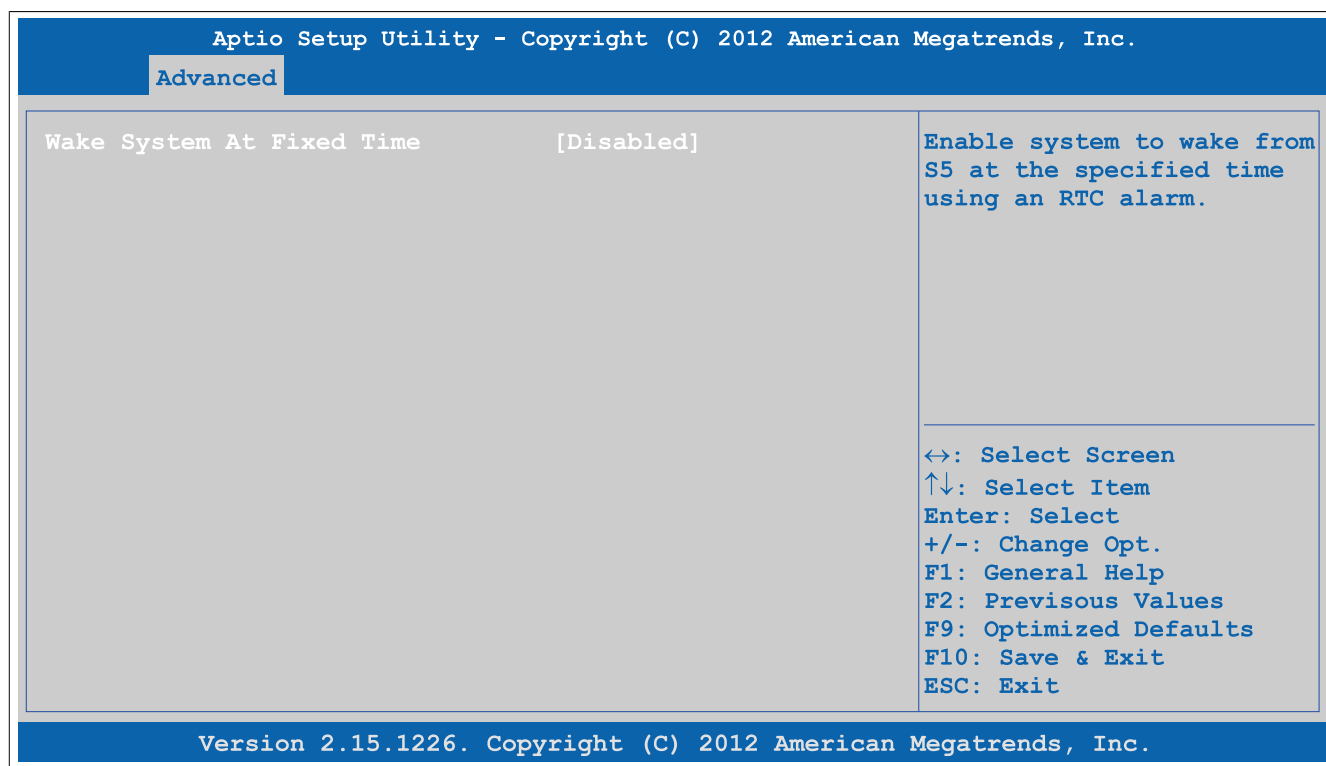 Aptio Setup Utility - Copyright (C) 2012 American Megatrends, Inc.
Advanced
Wake System At Fixed Time [Disabled]
Enable system to wake from
S5 at the specified time
using an RTC alarm.
↔: Select Screen
↑↓: Select Item
Enter: Select
+/-: Change Opt.
F1: General Help
F2: Previsous Values
F9: Optimized Defaults
F10: Save & Exit
ESC: Exit
Version 2.15.1226. Copyright (C) 2012 American Megatrends, Inc.